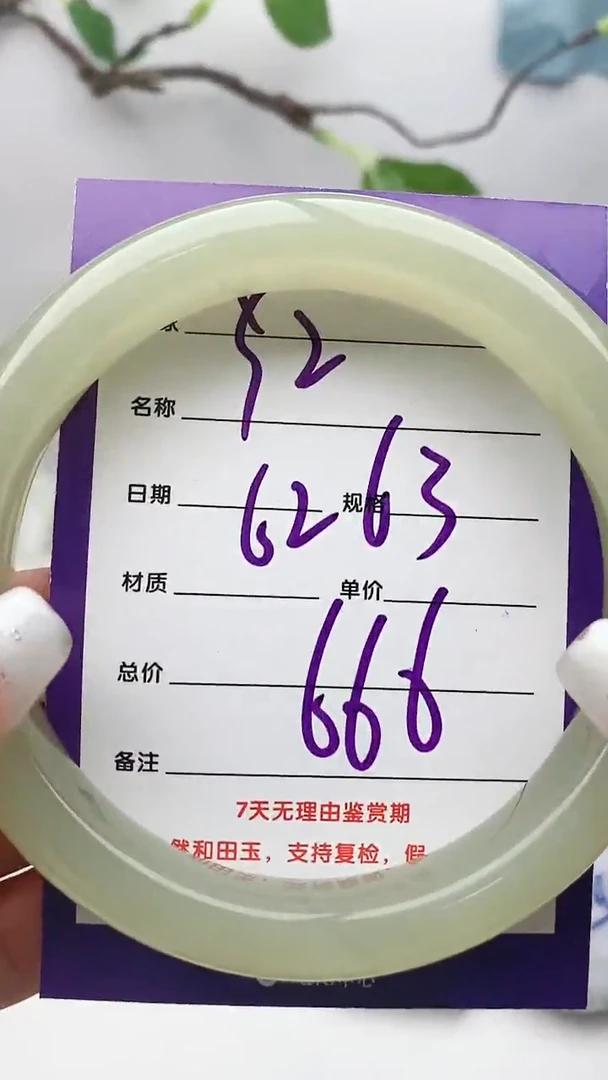 52
名称
日期 62 规格 63
材质 单价
总价 666
备注
7天无理由鉴赏期
然和田玉，支持复检，假